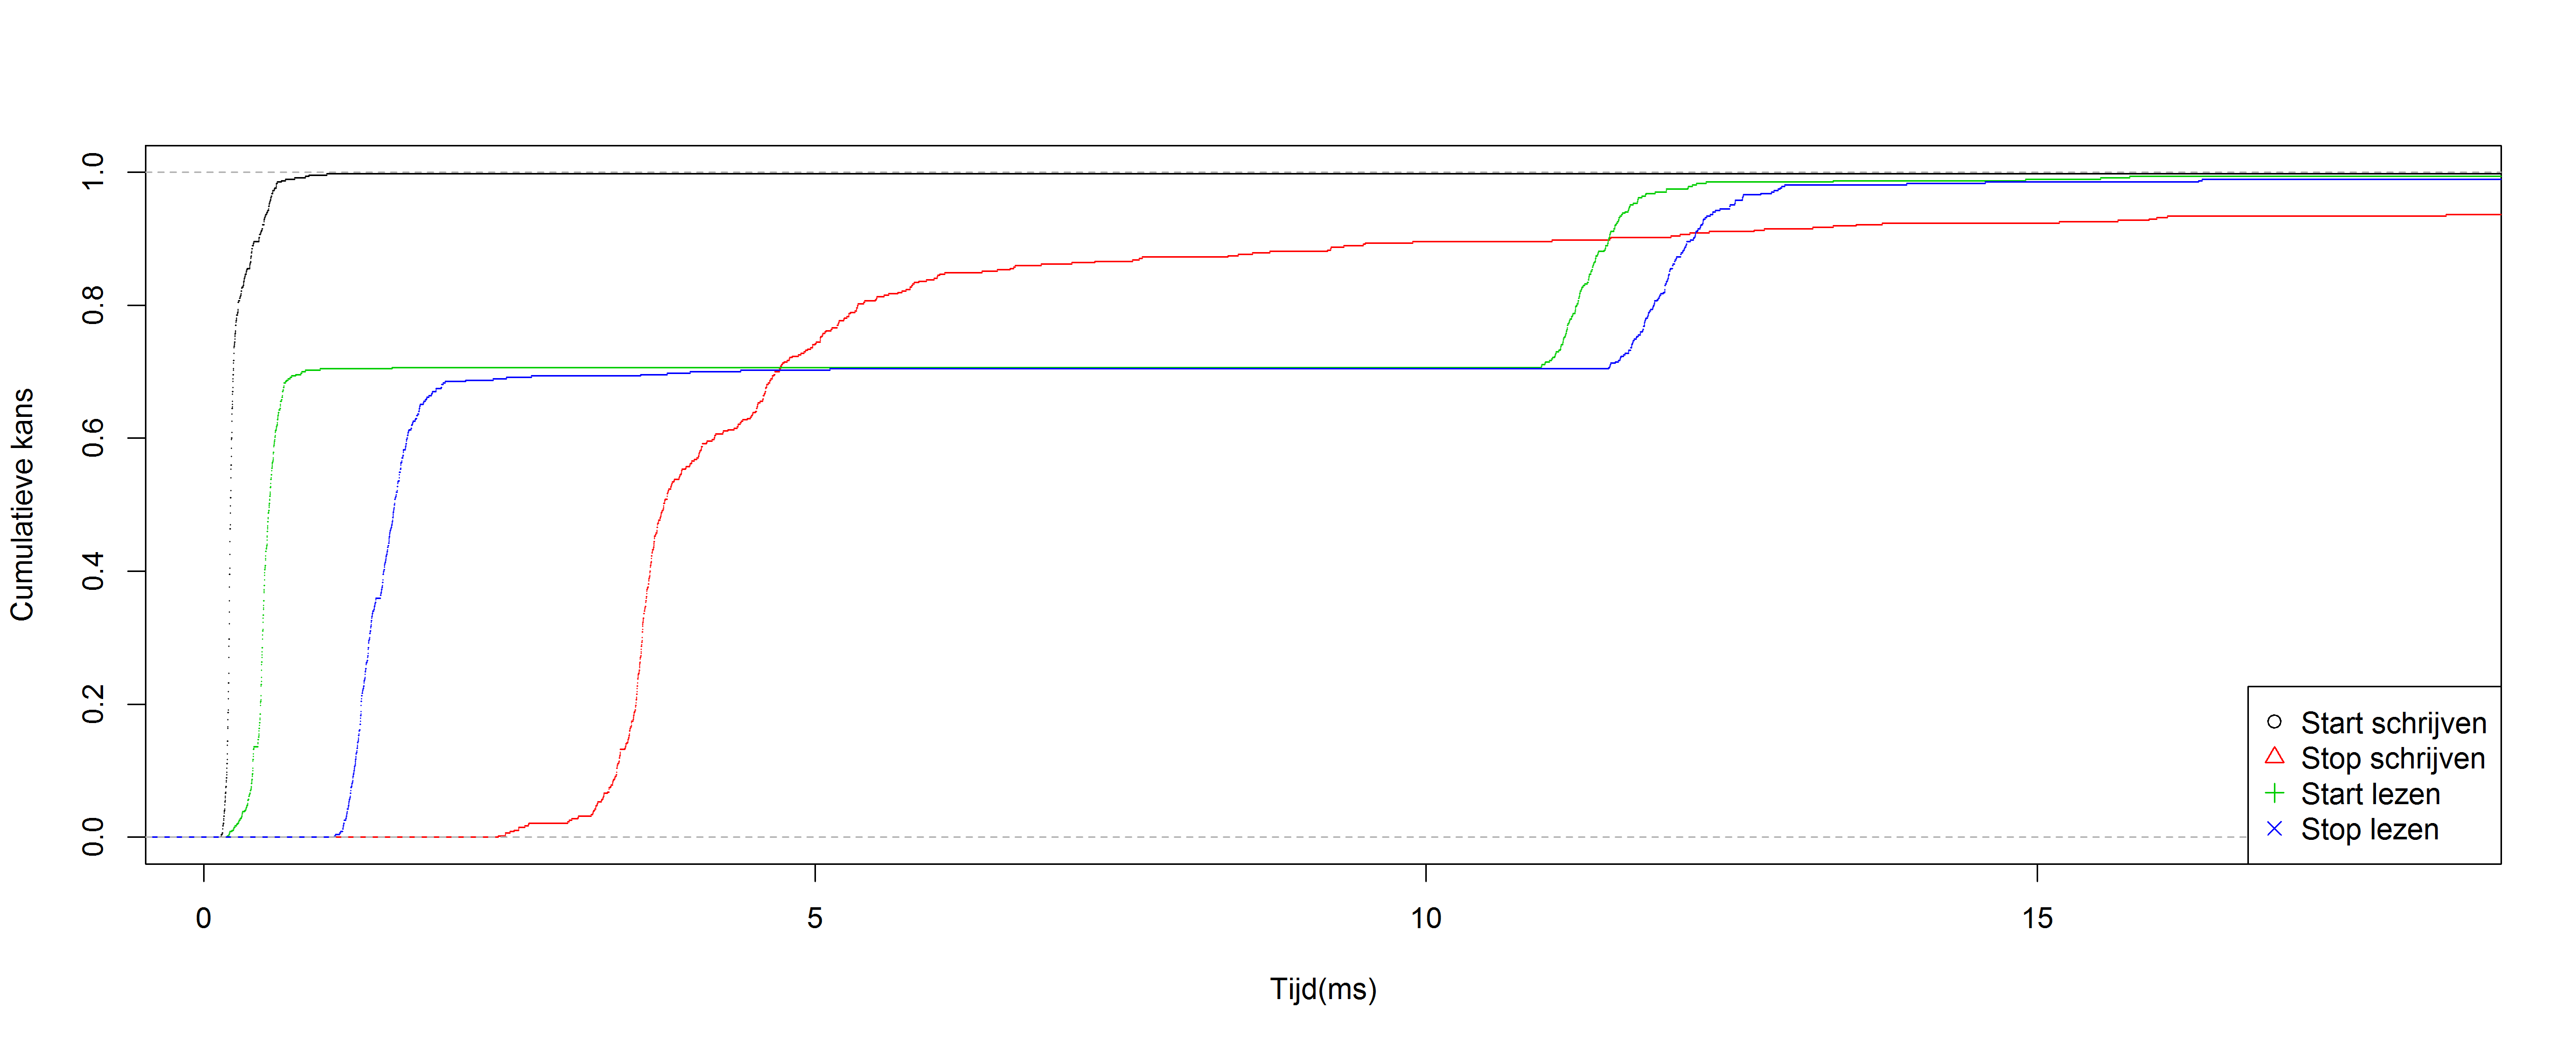 Cumulatieve kans
1.0
0.8
0.6
0.4
0.2
0.0
0
5
10
15
Tijd(ms)
Start schrijven
Stop schrijven
Start lezen
Stop lezen